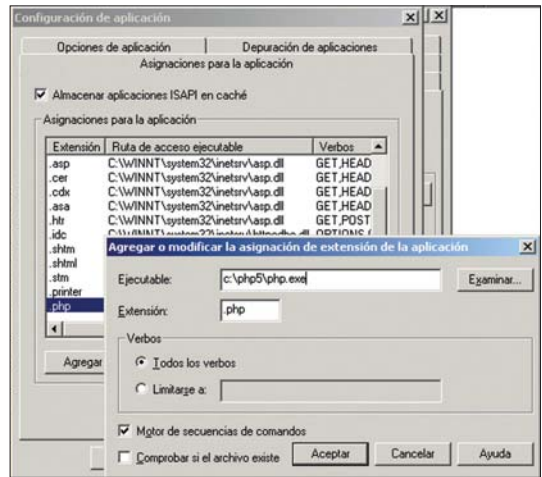 Configuración de aplicación
Opciones de aplicación Depuración de aplicaciones
Asignaciones para la aplicación
Almacenar aplicaciones ISAPI en caché
Asignaciones para la aplicación
Extensión Ruta de acceso ejecutable Verbos
.asp C:\WINNT\system32\inetsrv\asp.dll GET,HEAD
.cer C:\WINNT\system32\inetsrv\asp.dll GET,HEAD
.cdx C:\WINNT\system32\inetsrv\asp.dll GET,HEAD
.asa C:\WINNT\system32\inetsrv\asp.dll GET,HEAD
.htr C:\WINNT\system32\inetsrv\asp.dll GET,POST
.idc
.shtm
.shtml
.stm
.printer
.php
Agregar
Agregar o modificar la asignación de extensión de la aplicación
Ejecutable: c:\php5\php.exe Examinar...
Extensión: .php
Verbos
Todos los verbos
Limitarse a:
Motor de secuencias de comandos
Comprobar si el archivo existe Aceptar Cancelar Ayuda